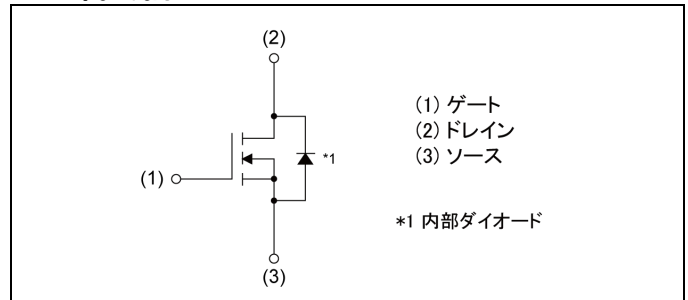 (2)
(1) ゲート
(2) ドレイン
(3) ソース
*1
(1)
*1 内部ダイオード
(3)